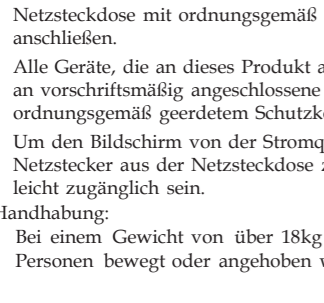 Netzsteckdose mit ordnungsgemäß
anschließen.
Alle Geräte, die an dieses Produkt a
an vorschriftsmäßig angeschlossene
ordnungsgemäß geerdetem Schutzk
Um den Bildschirm von der Stromq
Netzstecker aus der Netzsteckdose z
leicht zugänglich sein.
Handhabung:
Bei einem Gewicht von über 18kg
Personen bewegt oder angehoben w